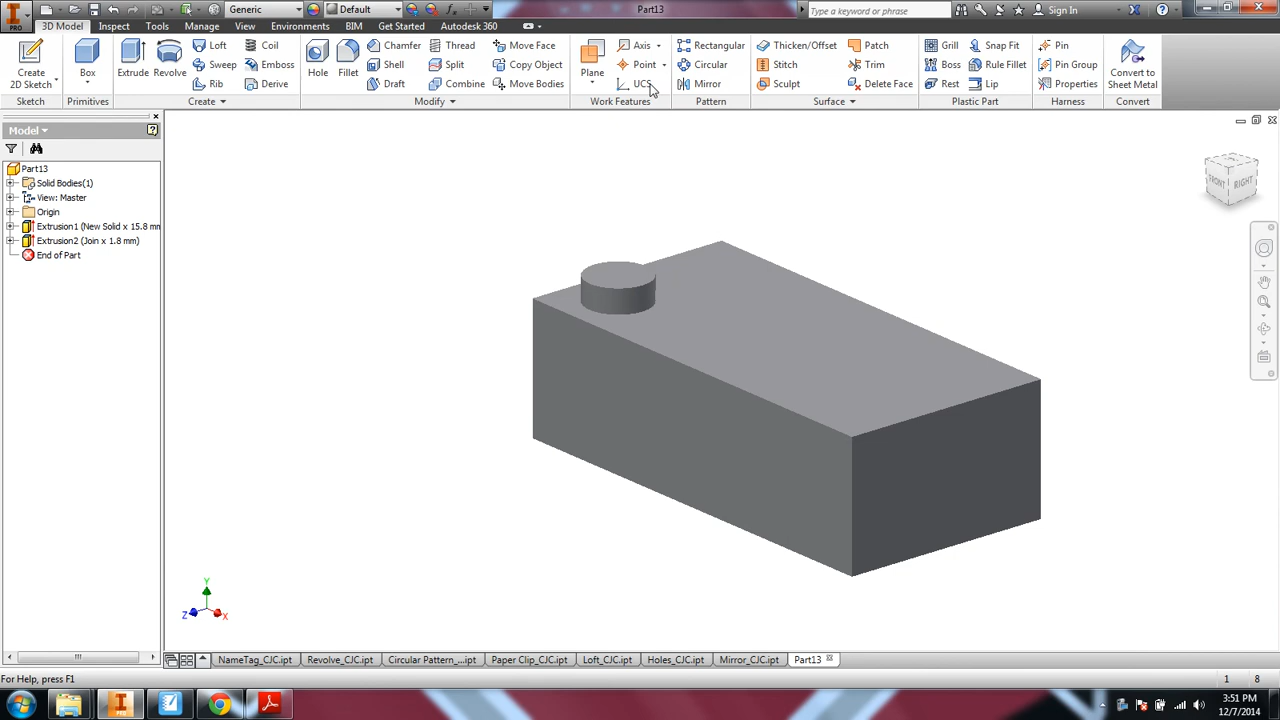 Generic Default Part13 Type a keyword or phrase Sign In
PRO 3D Model Inspect Tools Manage View Environments BIM Get Started Autodesk 360
Create 2D Sketch Box Extrude Revolve Loft Coil Hole Fillet Chamfer Thread Move Face Plane Axis Rectangular Thicken/Offset Patch Grill Snap Fit Pin Convert to Sheet Metal
Sweep Emboss Shell Split Copy Object Point Circular Stitch Trim Boss Rule Fillet Pin Group
Rib Derive Draft Combine Move Bodies UCS Mirror Sculpt Delete Face Rest Lip Properties
Sketch Primitives Create Modify Work Features Pattern Surface Plastic Part Harness Convert
Model
Part13
Solid Bodies(1)
View: Master
Origin
Extrusion1 (New Solid x 15.8 mm
Extrusion2 (Join x 1.8 mm)
End of Part
FRONT RIGHT
Y
Z X
NameTag_CJC.ipt Revolve_CJC.ipt Circular Pattern_...ipt Paper Clip_CJC.ipt Loft_CJC.ipt Holes_CJC.ipt Mirror_CJC.ipt Part13
For Help, press F1 1 8
PRO 3:51 PM
12/7/2014